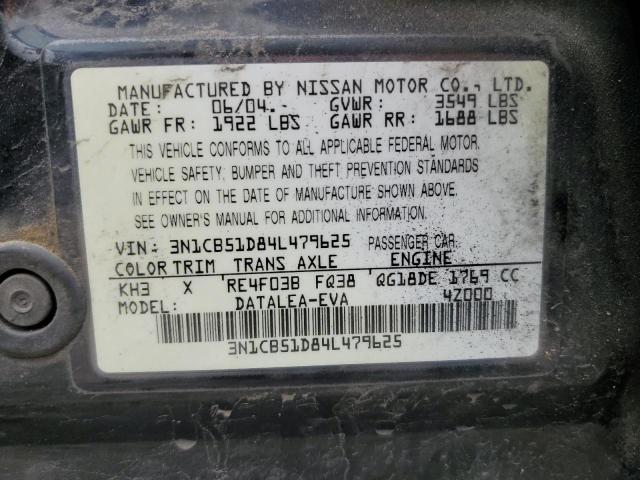 MANUFACTURED BY NISSAN MOTOR CO., LTD.
DATE: 06/04. GVWR: 3549 LBS
GAWR FR: 1922 LBS GAWR RR: 1688 LBS
THIS VEHICLE CONFORMS TO ALL APPLICABLE FEDERAL MOTOR
VEHICLE SAFETY, BUMPER AND THEFT PREVENTION STANDARDS
IN EFFECT ON THE DATE OF MANUFACTURE SHOWN ABOVE.
SEE OWNER'S MANUAL FOR ADDITIONAL INFORMATION.
VIN: 3N1CB51D84L479625 PASSENGER CAR.
COLOR TRIM TRANS AXLE ENGINE
KH3 X RE4F03B FQ38 QG18DE 1769 CC
MODEL: DATALEA-EVA 4Z000
3N1CB51D84L479625